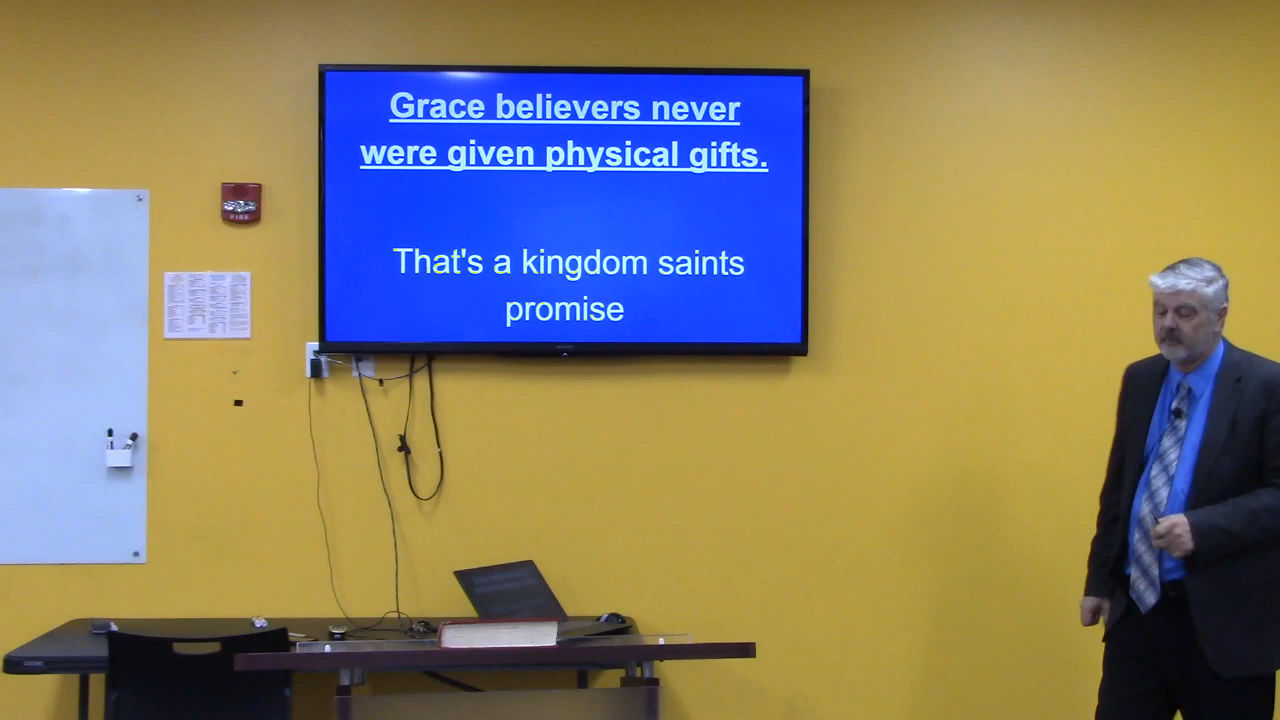 Grace believers never
were given physical gifts.
That's a kingdom saints
promise
FIRE